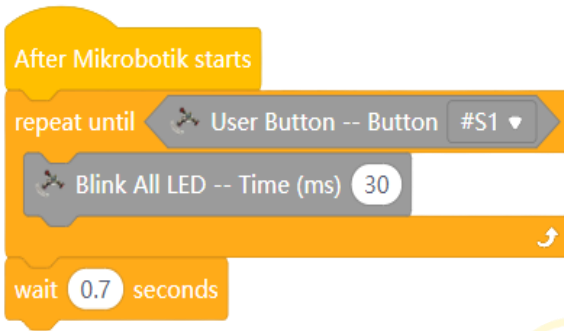 After Mikrobotik starts
repeat until User Button -- Button #S1
Blink All LED -- Time (ms) 30
wait 0.7 seconds